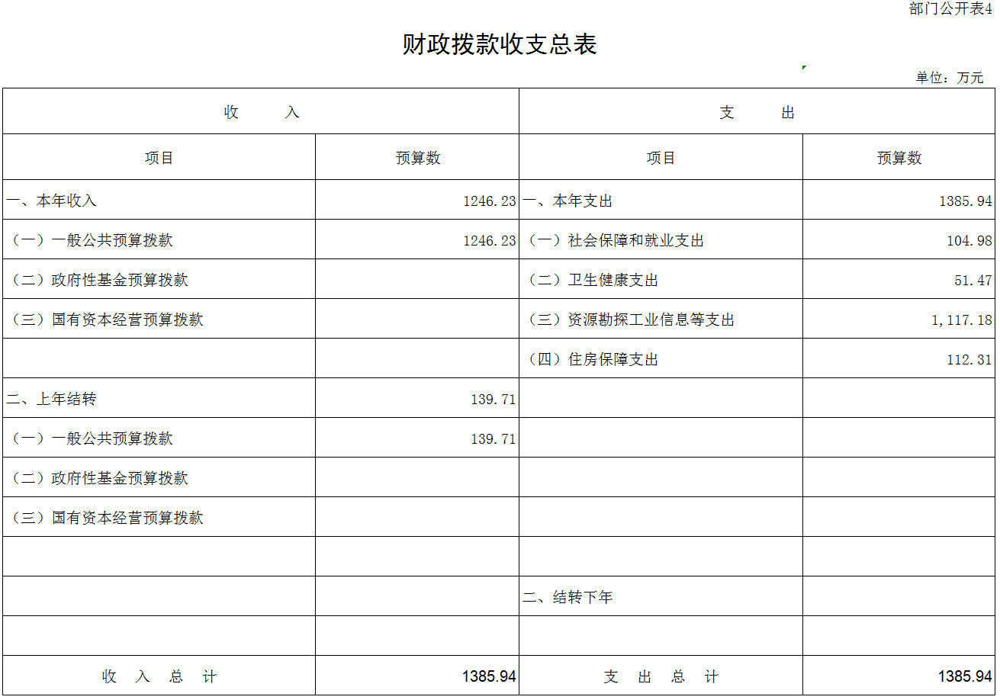 部门公开表4
财政拨款收支总表
单位：万元
收 入 支 出
项目 预算数 项目 预算数
一、本年收入 1246.23 一、本年支出 1385.94
（一）一般公共预算拨款 1246.23 （一）社会保障和就业支出 104.98
（二）政府性基金预算拨款 （二）卫生健康支出 51.47
（三）国有资本经营预算拨款 （三）资源勘探工业信息等支出 1,117.18
（四）住房保障支出 112.31
二、上年结转 139.71
（一）一般公共预算拨款 139.71
（二）政府性基金预算拨款
（三）国有资本经营预算拨款
二、结转下年
收 入 总 计 1385.94 支 出 总 计 1385.94